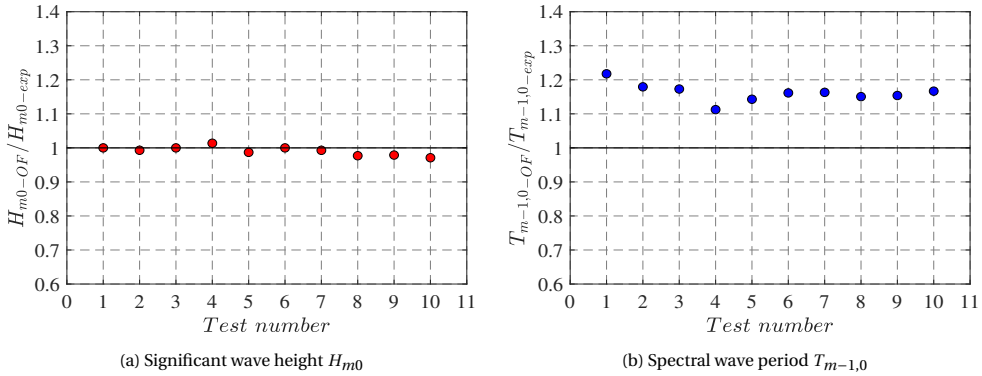 1.4
1.3
1.2
1.1
1
0.9
0.8
0.7
0.6
H_{m0-OF}/H_{m0-exp}
0 1 2 3 4 5 6 7 8 9 10 11
Test number
(a) Significant wave height H_{m0}
1.4
1.3
1.2
1.1
1
0.9
0.8
0.7
0.6
T_{m-1,0-OF}/T_{m-1,0-exp}
0 1 2 3 4 5 6 7 8 9 10 11
Test number
(b) Spectral wave period T_{m-1,0}